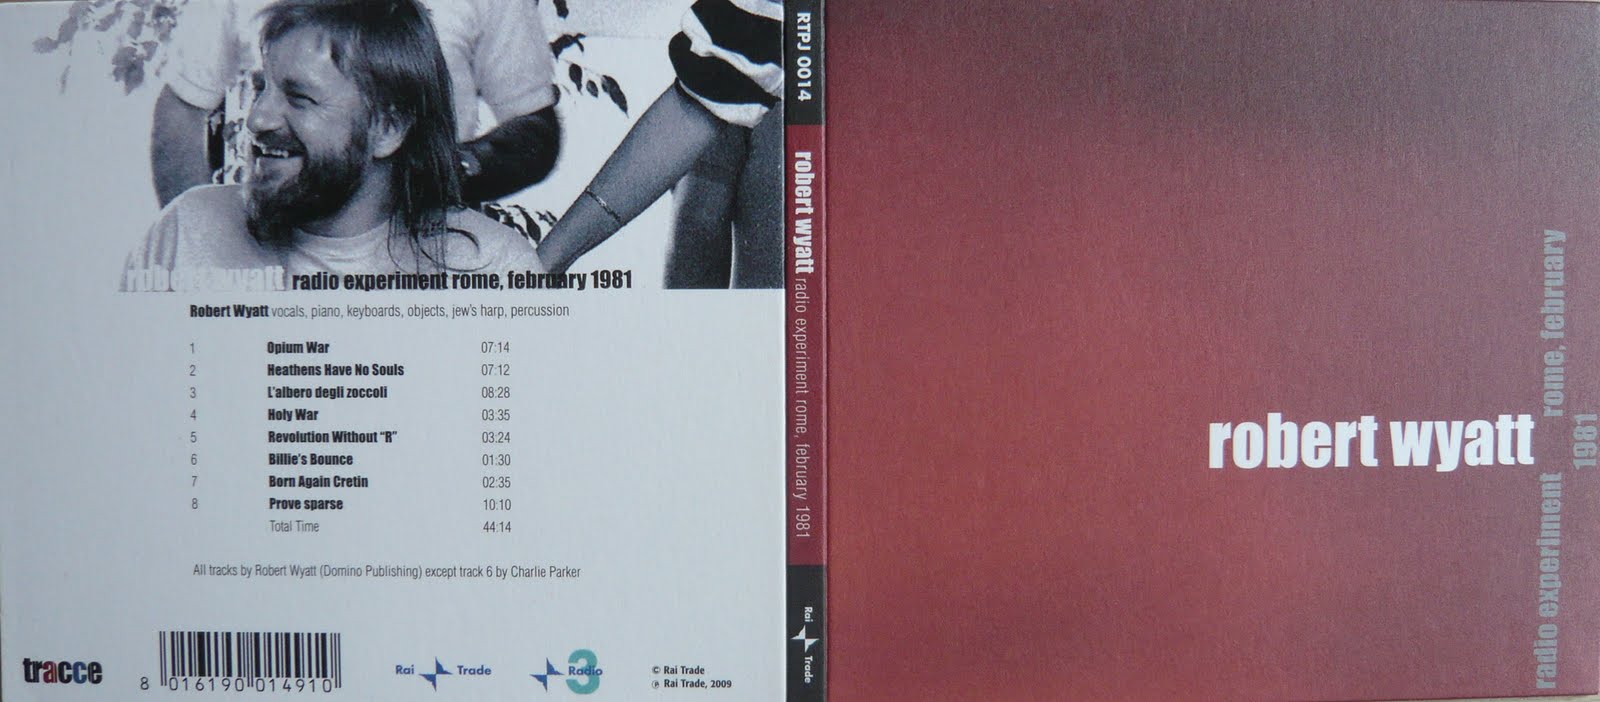 robert wyatt radio experiment rome, february 1981
Robert Wyatt vocals, piano, keyboards, objects, jew's harp, percussion
1 Opium War 07:14
2 Heathens Have No Souls 07:12
3 L'albero degli zoccoli 08:28
4 Holy War 03.35
5 Revolution Without “R” 03:24
6 Billie's Bounce 01:30
7 Born Again Cretin 02:35
8 Prove sparse 10:10
Total Time 44:14
All tracks by Robert Wyatt (Domino Publishing) except track 6 by Charlie Parker
tracce
8 016190 014910
Rai Trade
Radio 3
© Rai Trade
℗ Rai Trade, 2009
RTPJ 0014
robert wyatt radio experiment rome, february 1981
Rai Trade
robert wyatt
radio experiment rome, february
1981